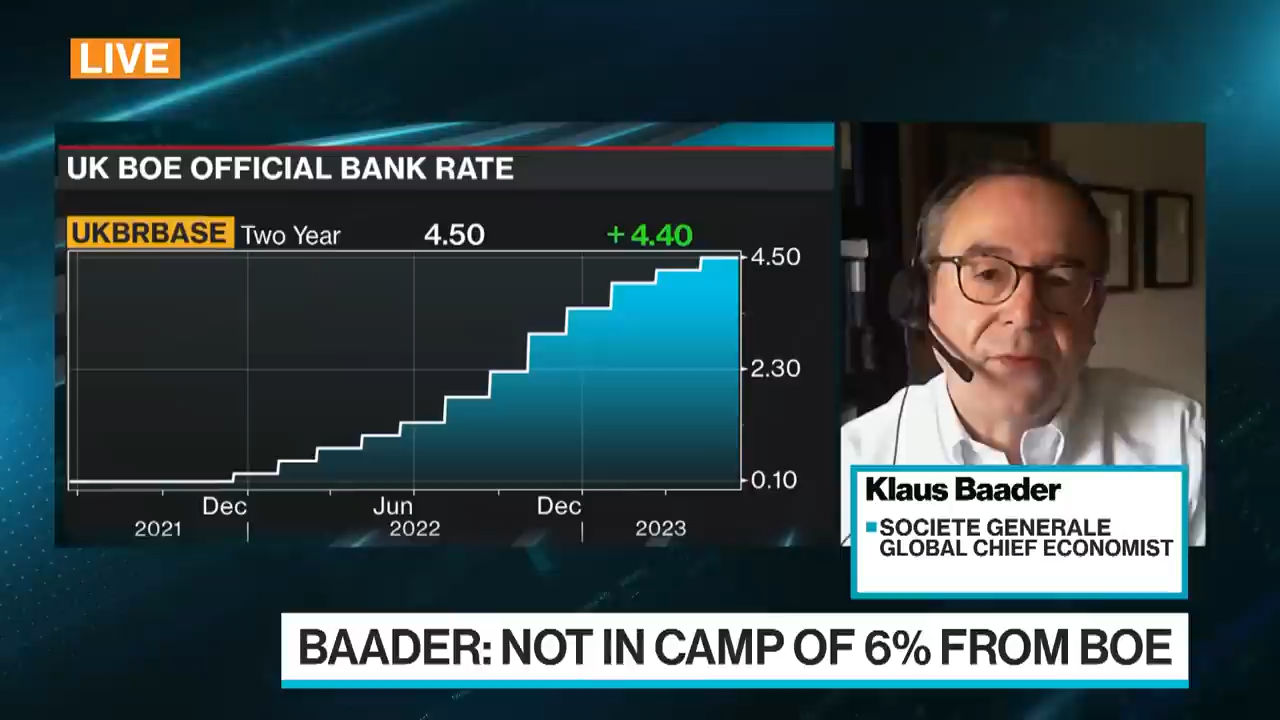 LIVE
UK BOE OFFICIAL BANK RATE
UKBRBASE Two Year 4.50 +4.40
4.50
2.30
0.10
Dec Jun Dec
2021 2022 2023
Klaus Baader
SOCIETE GENERALE
GLOBAL CHIEF ECONOMIST
BAADER: NOT IN CAMP OF 6% FROM BOE